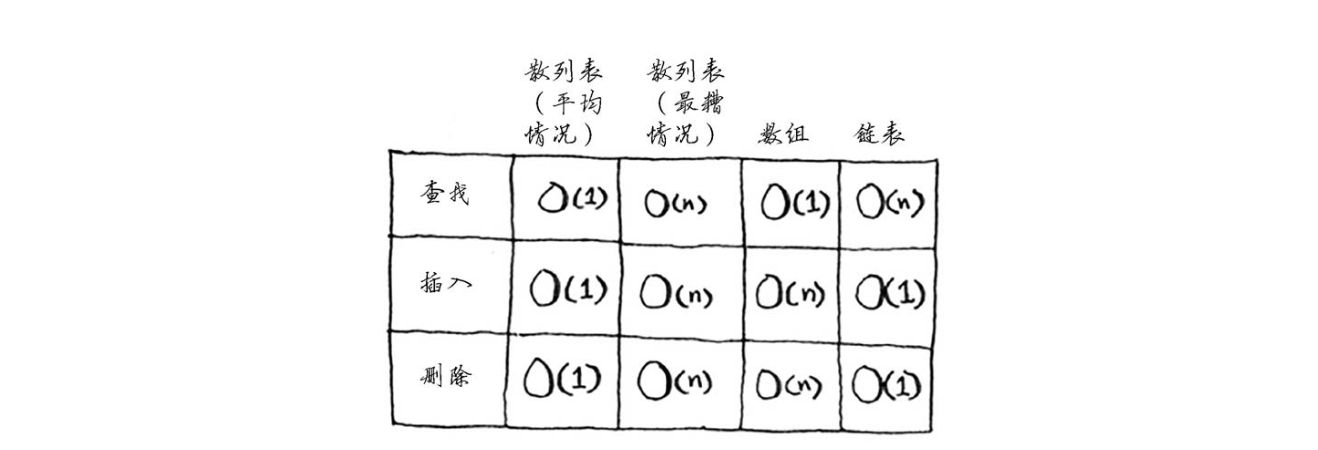 散列表 散列表
（平均 （最糟
情况） 情况） 数组 链表
查找 O(1) O(n) O(1) O(n)
插入 O(1) O(n) O(n) O(1)
删除 O(1) O(n) O(n) O(1)